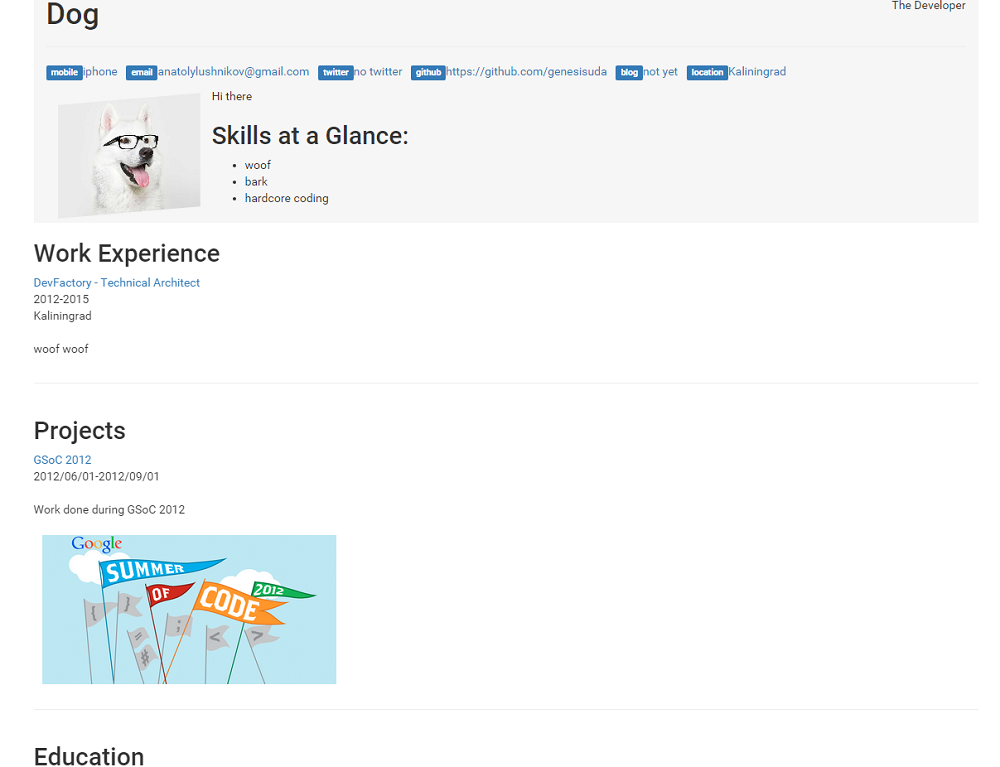 Dog
The Developer
mobile iphone email anatolylushnikov@gmail.com twitter no twitter github https://github.com/genesisuda blog not yet location Kaliningrad
Hi there
Skills at a Glance:
• woof
• bark
• hardcore coding
Work Experience
DevFactory - Technical Architect
2012-2015
Kaliningrad
woof woof
Projects
GSoC 2012
2012/06/01-2012/09/01
Work done during GSoC 2012
Google
SUMMER
OF
CODE
2012
{ } ; < >
=
#
Education